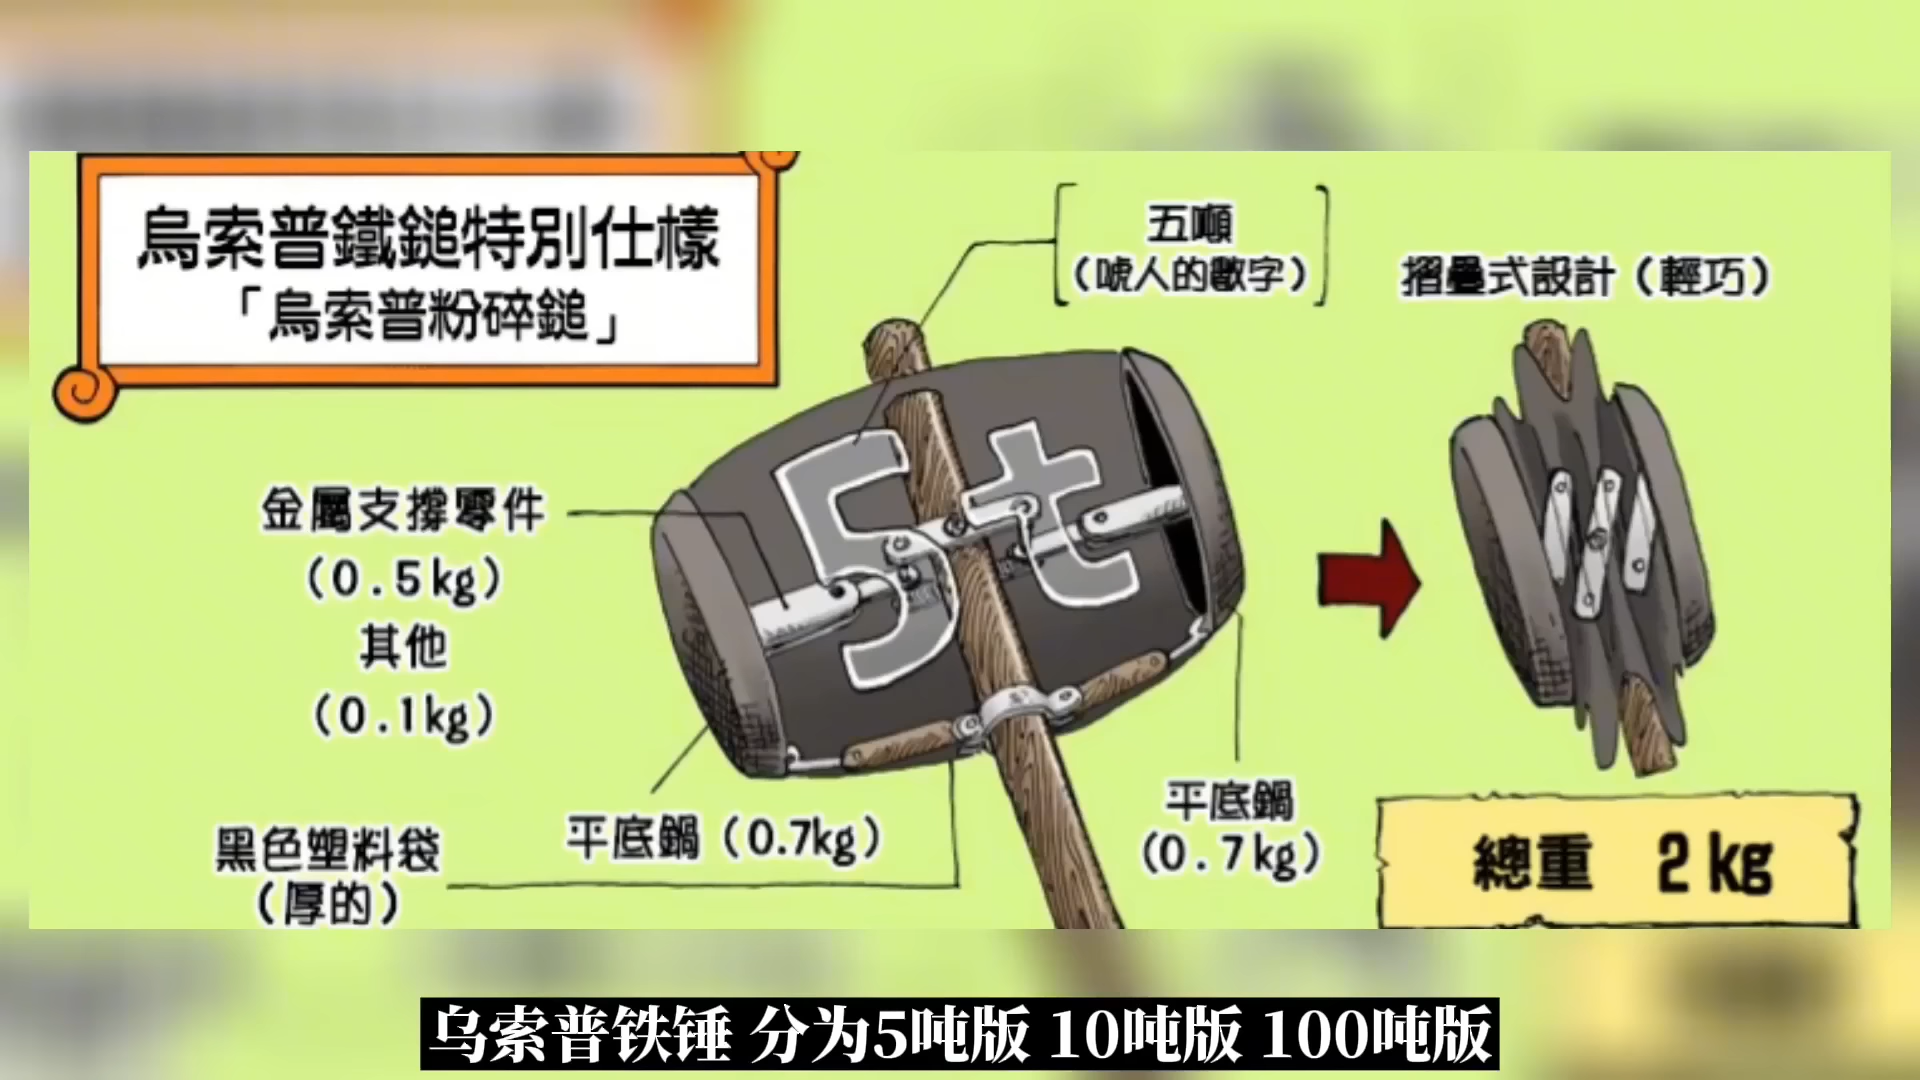 烏索普鐵鎚特別仕樣
「烏索普粉碎鎚」
五噸
（唬人的數字）
摺疊式設計（輕巧）
5t
金屬支撐零件
（0.5kg）
其他
（0.1kg）
黑色塑料袋
（厚的）
平底鍋（0.7kg）
平底鍋
（0.7kg）
總重 2kg
乌索普铁锤 分为5吨版 10吨版 100吨版